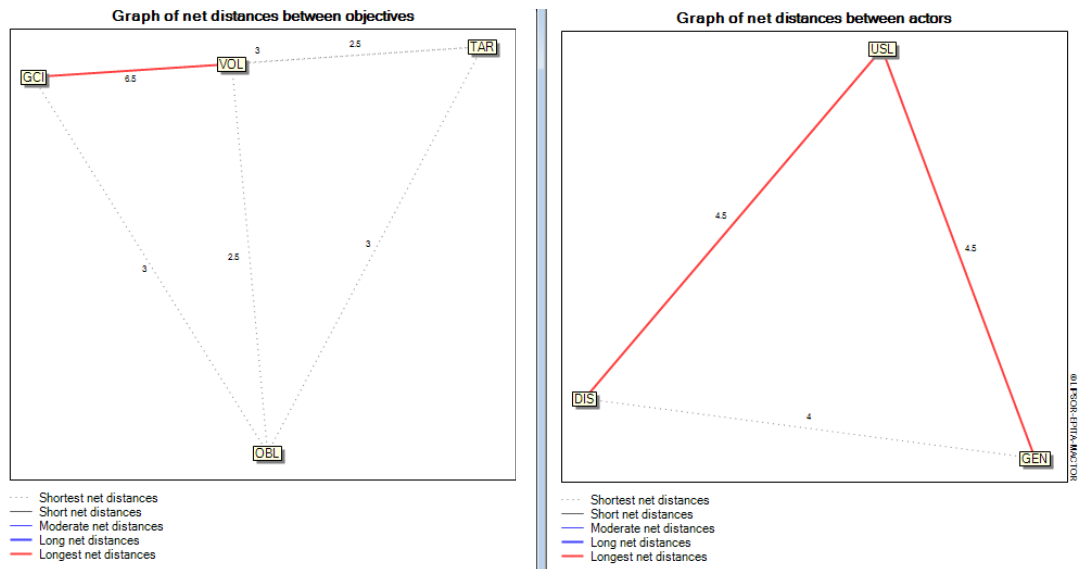 Graph of net distances between objectives
GCI
VOL
TAR
3
2.5
6.5
3
2.5
3
OBL
Shortest net distances
Short net distances
Moderate net distances
Long net distances
Longest net distances
Graph of net distances between actors
USL
4.5
4.5
DIS
4
GEN
©LIPSOR-EPITA-MACTOR
Shortest net distances
Short net distances
Moderate net distances
Long net distances
Longest net distances